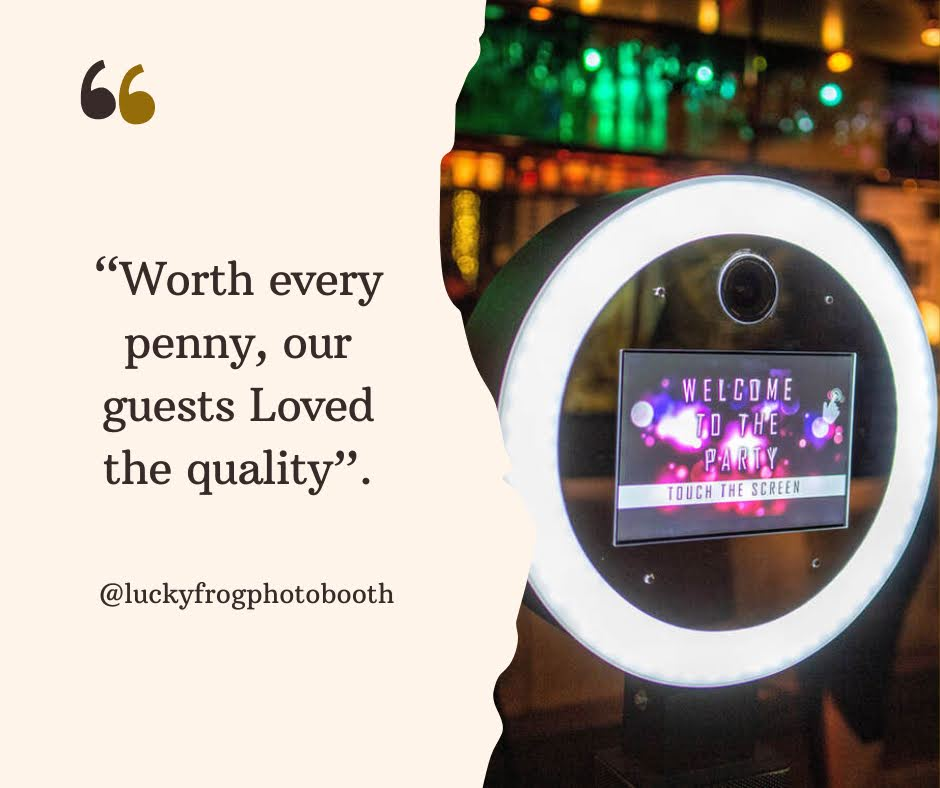 “Worth every
penny, our
guests Loved
the quality”.
@luckyfrogphotobooth
WELCOME
TO THE
PARTY
TOUCH THE SCREEN